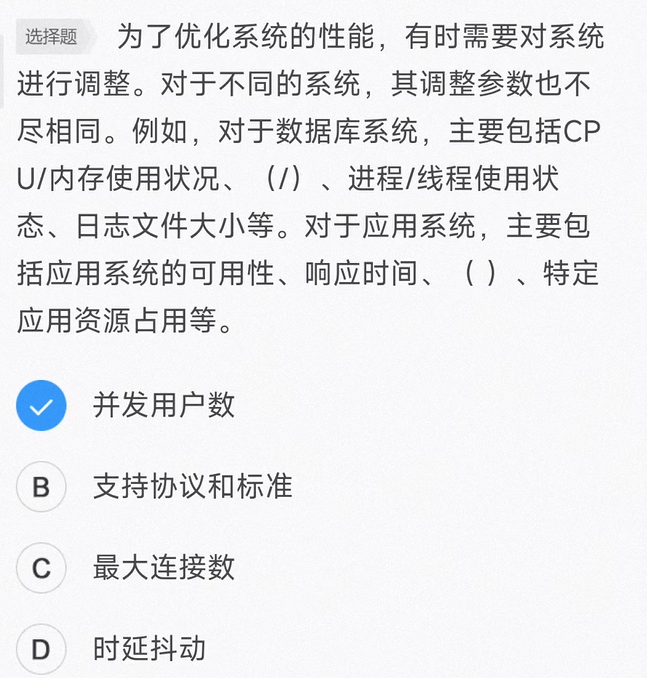 选择题 为了优化系统的性能，有时需要对系统
进行调整。对于不同的系统，其调整参数也不
尽相同。例如，对于数据库系统，主要包括CP
U/内存使用状况、（/）、进程/线程使用状
态、日志文件大小等。对于应用系统，主要包
括应用系统的可用性、响应时间、（ ）、特定
应用资源占用等。
并发用户数
B 支持协议和标准
C 最大连接数
D 时延抖动